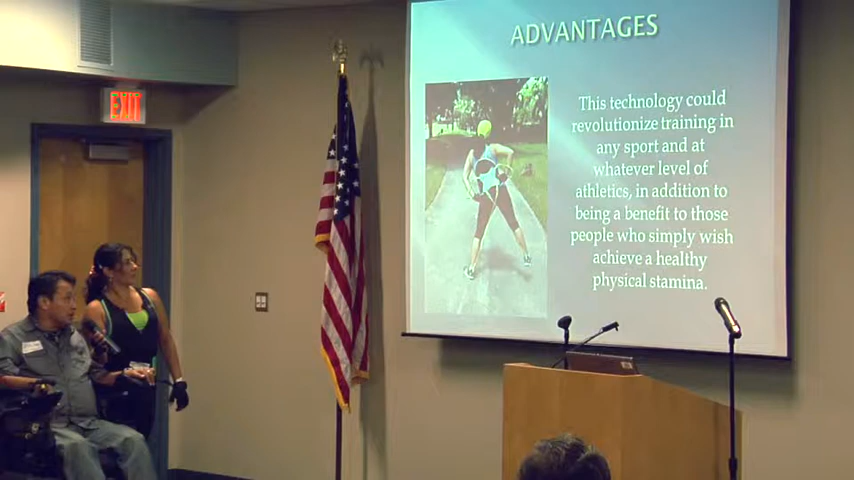 ADVANTAGES
EXIT
This technology could
revolutionize training in
any sport and at
whatever level of
athletics, in addition to
being a benefit to those
people who simply wish
achieve a healthy
physical stamina.